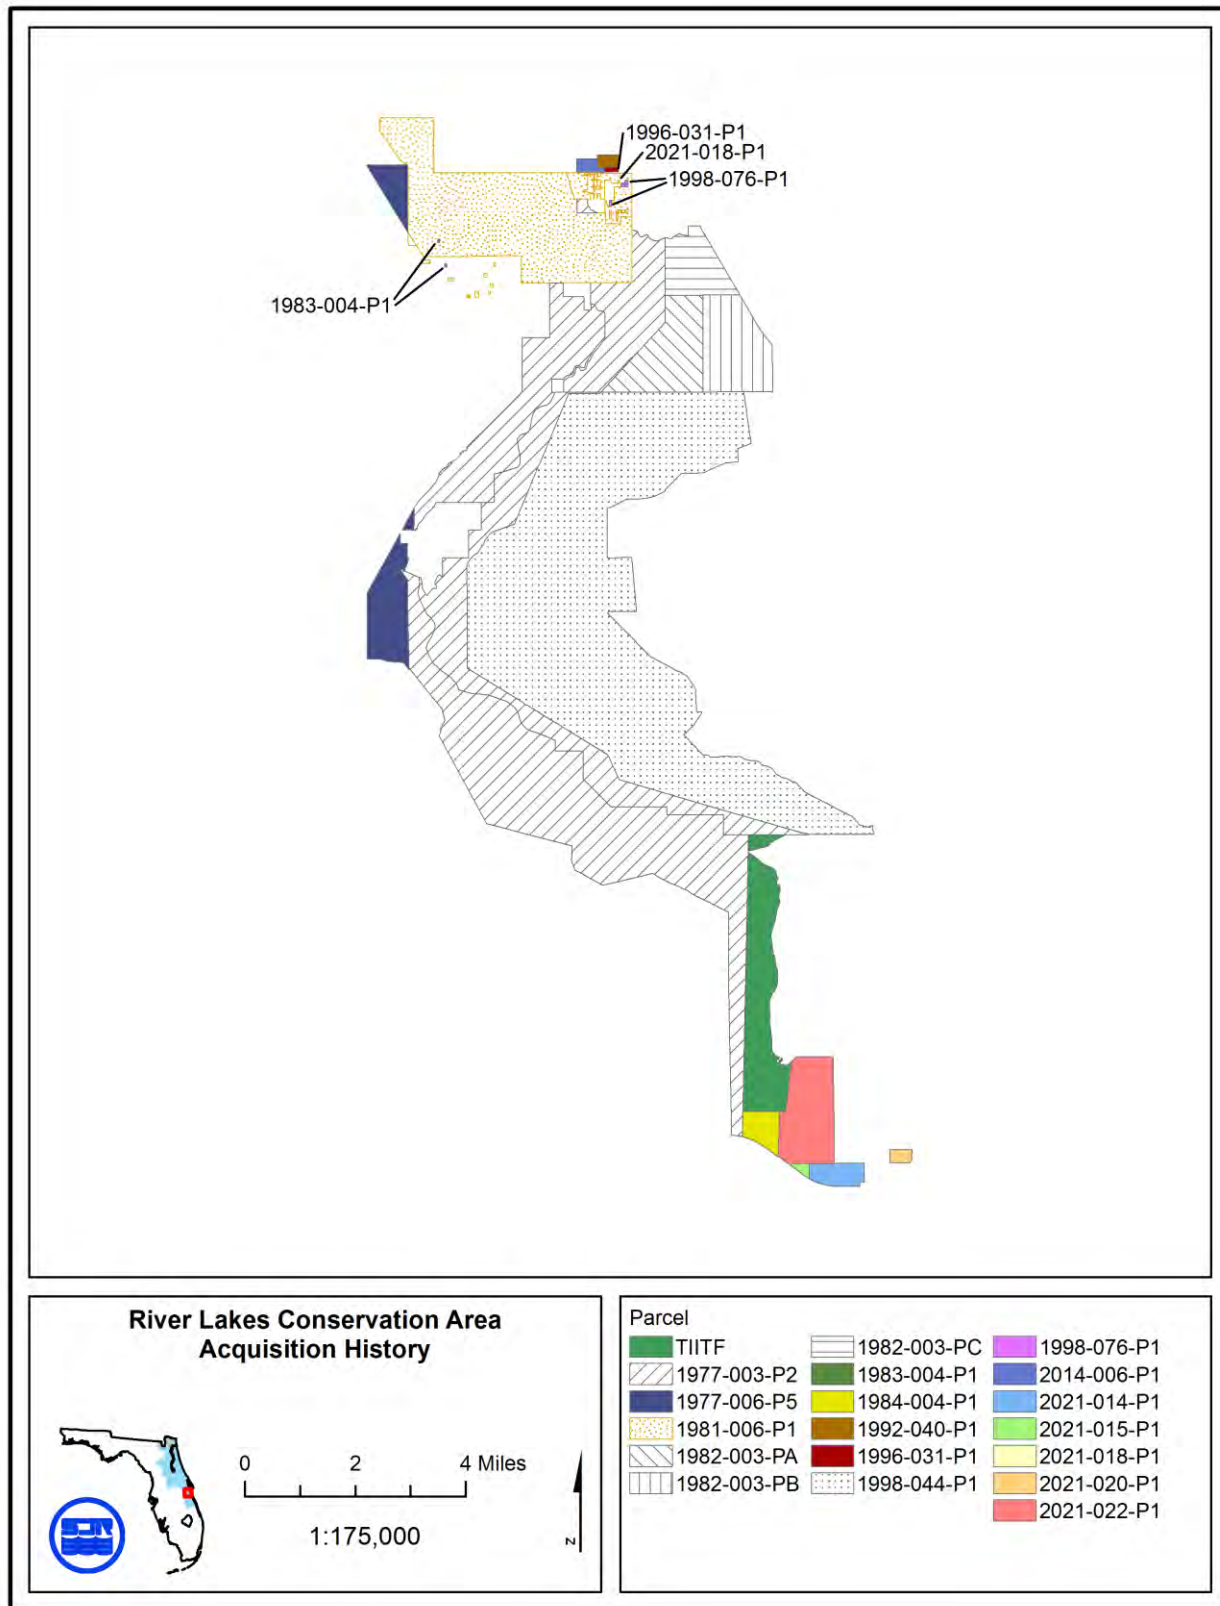 1996-031-P1
2021-018-P1
1998-076-P1
1983-004-P1
River Lakes Conservation Area
Acquisition History
0 2 4 Miles
1:175,000
N
SJR
Parcel
TIITF
1977-003-P2
1977-006-P5
1981-006-P1
1982-003-PA
1982-003-PB
1982-003-PC
1983-004-P1
1984-004-P1
1992-040-P1
1996-031-P1
1998-044-P1
1998-076-P1
2014-006-P1
2021-014-P1
2021-015-P1
2021-018-P1
2021-020-P1
2021-022-P1